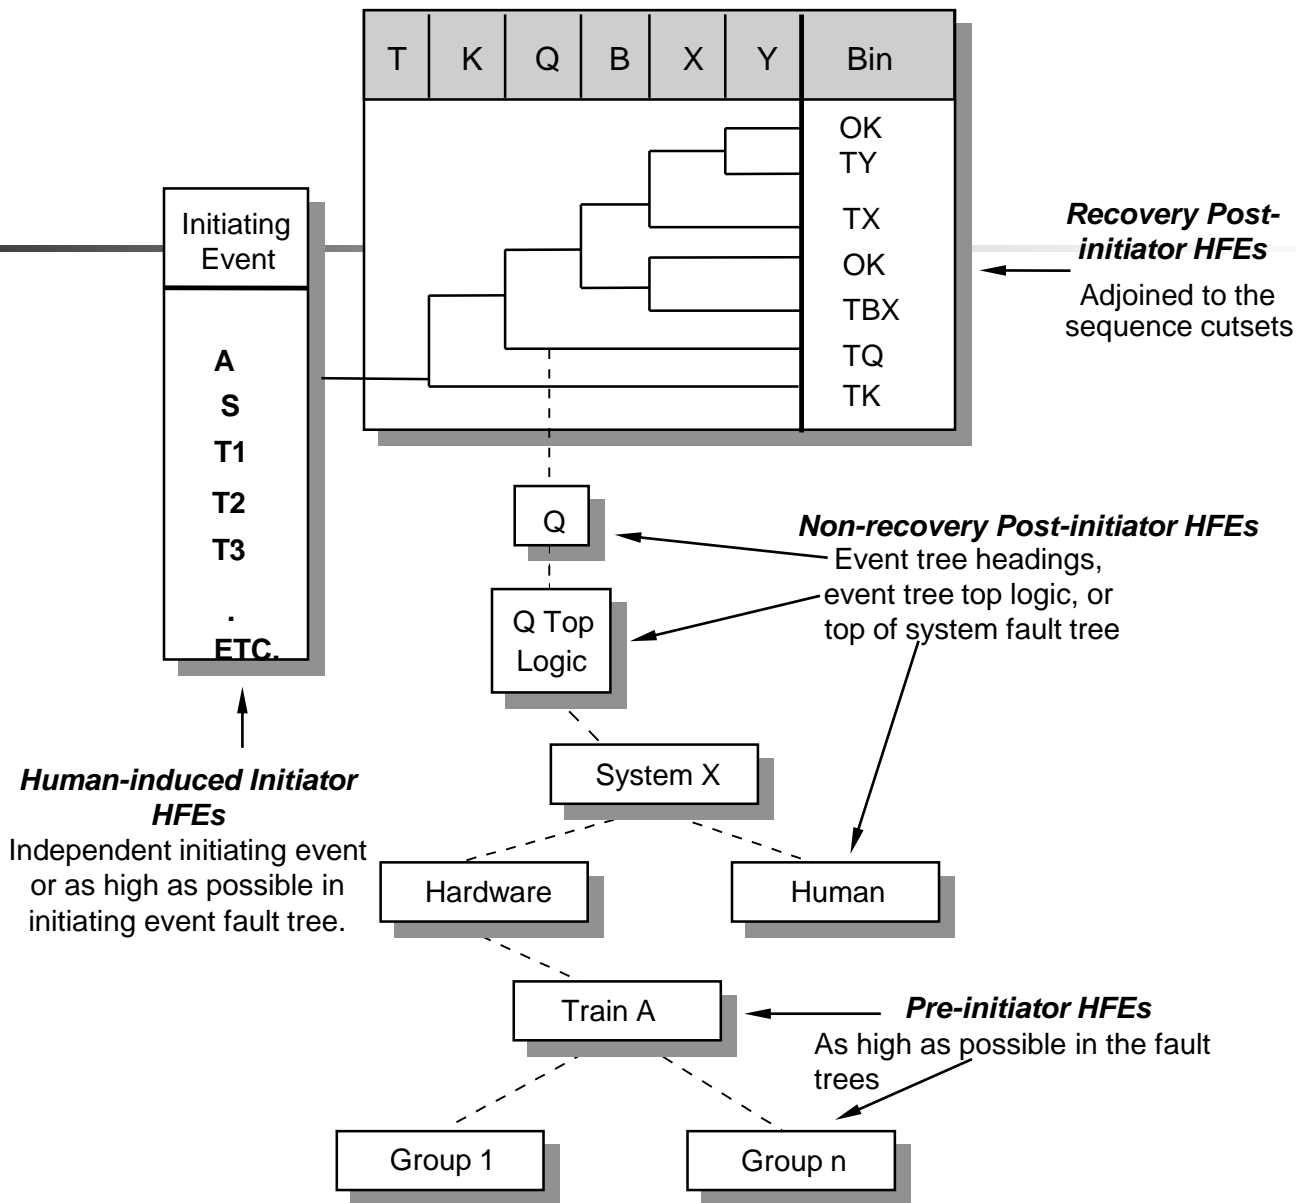 T K Q B X Y Bin
OK
TY
TX
OK
TBX
TQ
TK
Initiating
Event
A
S
T1
T2
T3
.
ETC.
Recovery Post-
initiator HFEs
Adjoined to the
sequence cutsets
Q
Q Top
Logic
Non-recovery Post-initiator HFEs
Event tree headings,
event tree top logic, or
top of system fault tree
Human-induced Initiator
HFEs
Independent initiating event
or as high as possible in
initiating event fault tree.
System X
Hardware
Human
Train A
Pre-initiator HFEs
As high as possible in the fault
trees
Group 1
Group n